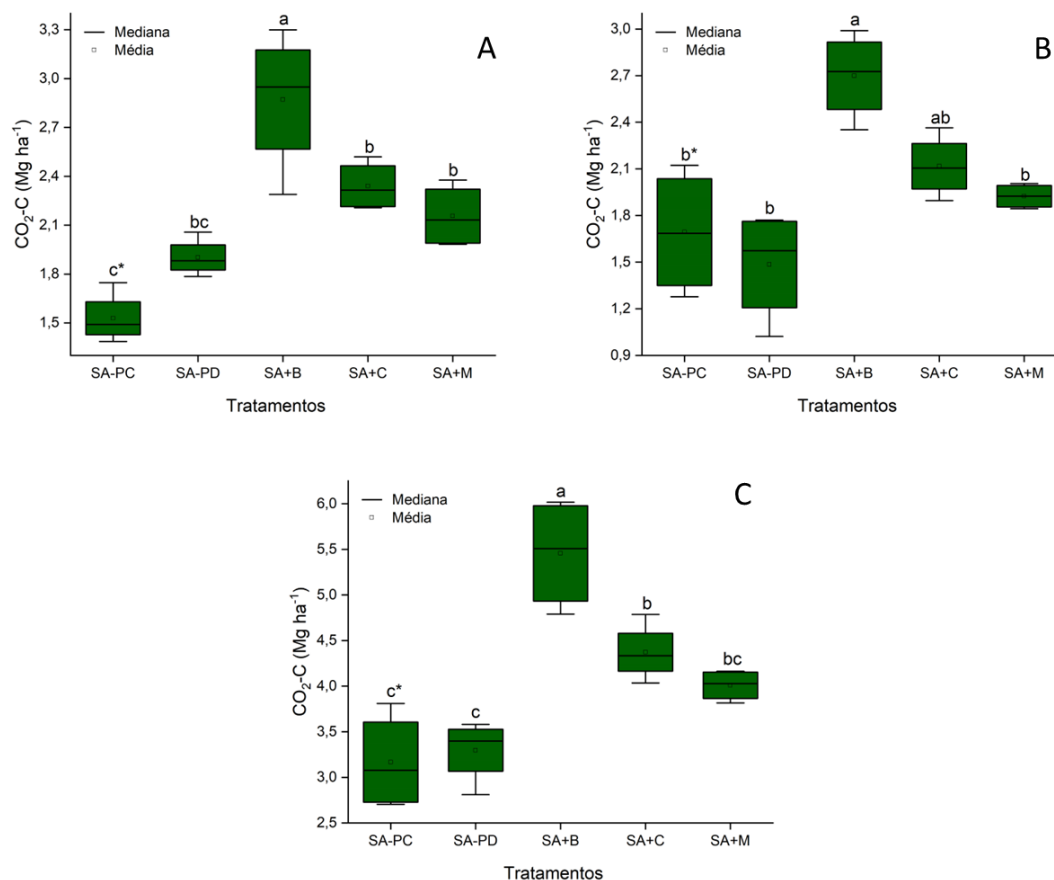 A
— Mediana
▫ Média
CO₂-C (Mg ha⁻¹)
3,3
3,0
2,7
2,4
2,1
1,8
1,5
c*
bc
a
b
b
SA-PC SA-PD SA+B SA+C SA+M
Tratamentos
B
— Mediana
▫ Média
CO₂-C (Mg ha⁻¹)
3,0
2,7
2,4
2,1
1,8
1,5
1,2
0,9
b*
b
a
ab
b
SA-PC SA-PD SA+B SA+C SA+M
Tratamentos
C
— Mediana
▫ Média
CO₂-C (Mg ha⁻¹)
6,0
5,5
5,0
4,5
4,0
3,5
3,0
2,5
c*
c
a
b
bc
SA-PC SA-PD SA+B SA+C SA+M
Tratamentos